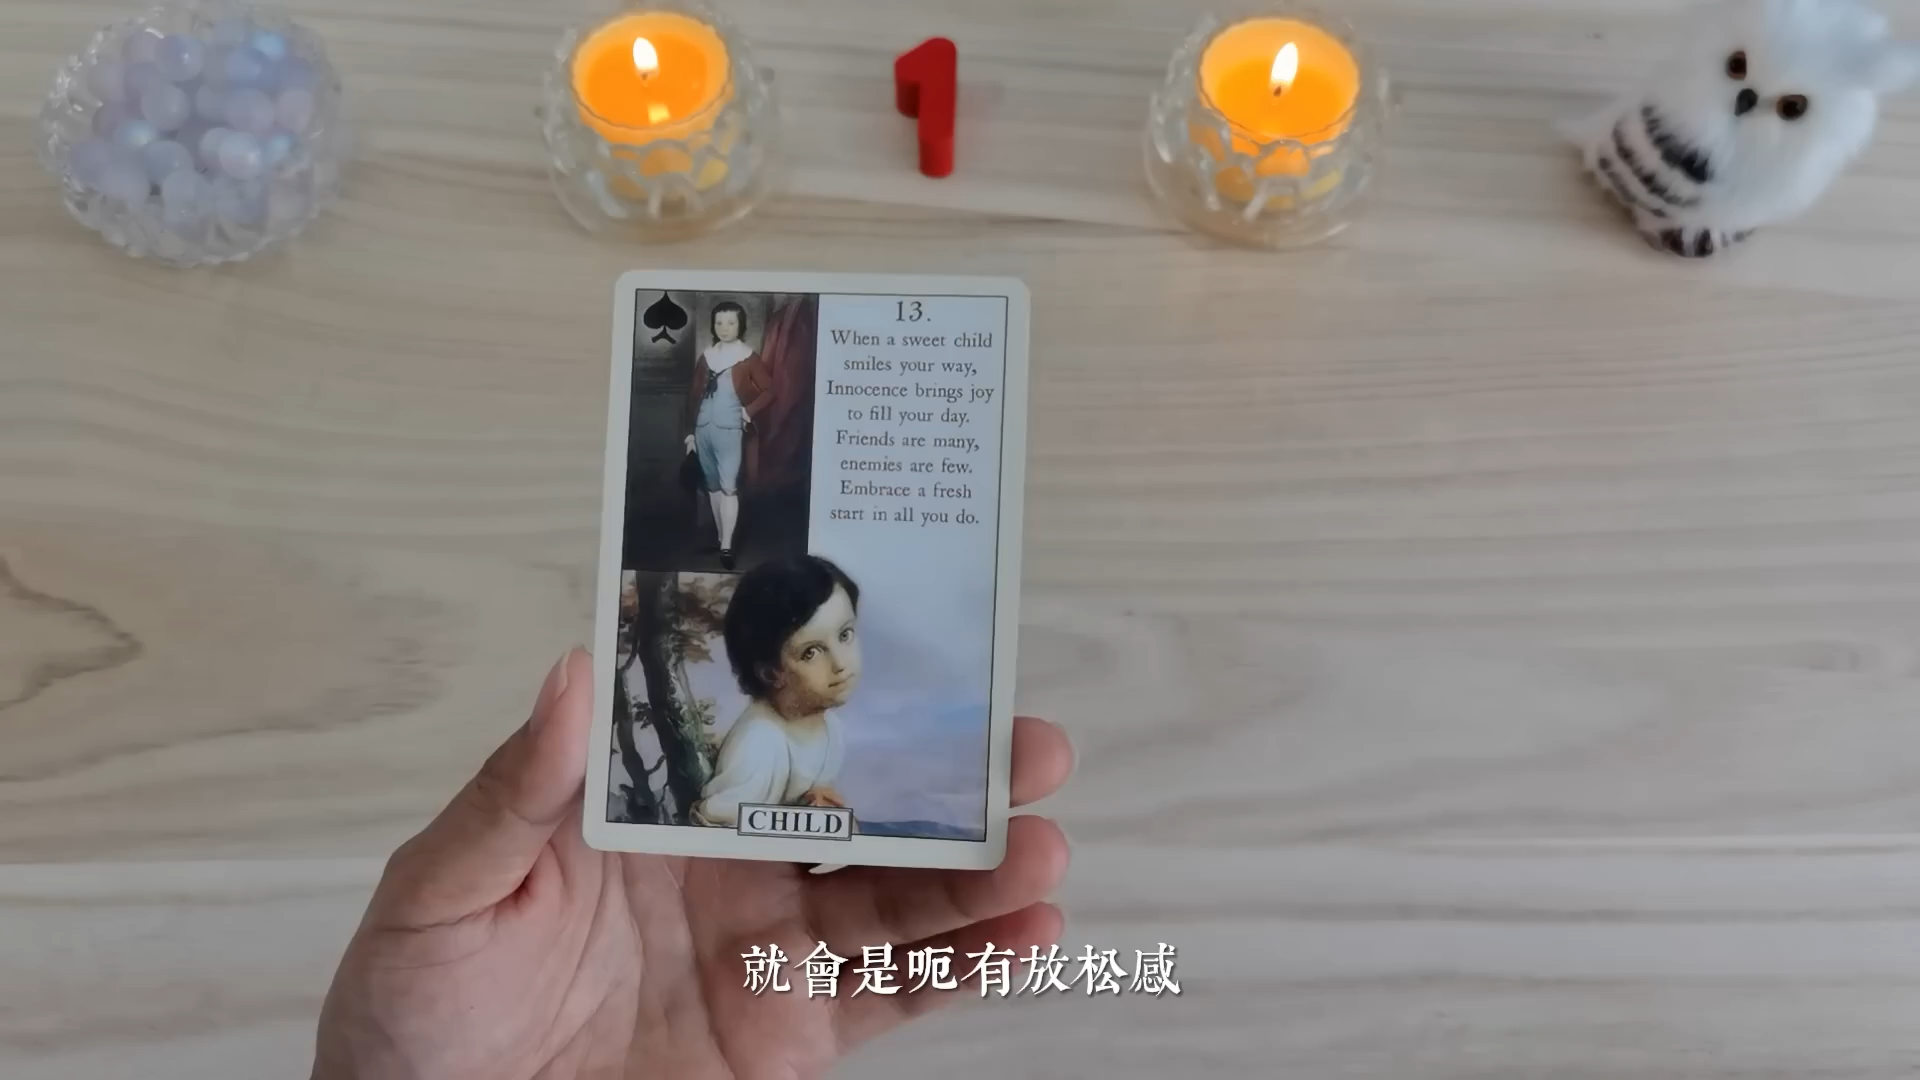 1
13.
When a sweet child
smiles your way,
Innocence brings joy
to fill your day.
Friends are many,
enemies are few.
Embrace a fresh
start in all you do.
CHILD
就會是呃有放松感